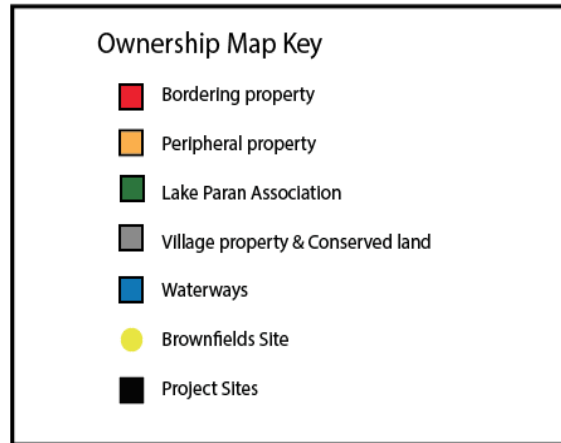 Ownership Map Key
Bordering property
Peripheral property
Lake Paran Association
Village property & Conserved land
Waterways
Brownfields Site
Project Sites